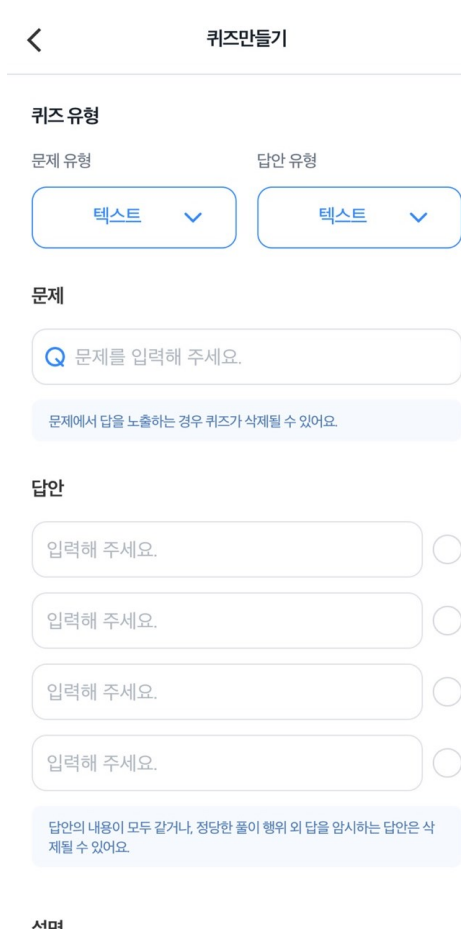 퀴즈만들기
퀴즈 유형
문제 유형
답안 유형
텍스트
텍스트
문제
Q 문제를 입력해 주세요.
문제에서 답을 노출하는 경우 퀴즈가 삭제될 수 있어요.
답안
입력해 주세요.
입력해 주세요.
입력해 주세요.
입력해 주세요.
답안의 내용이 모두 같거나, 정당한 풀이 행위 외 답을 암시하는 답안은 삭
제될 수 있어요.
설명